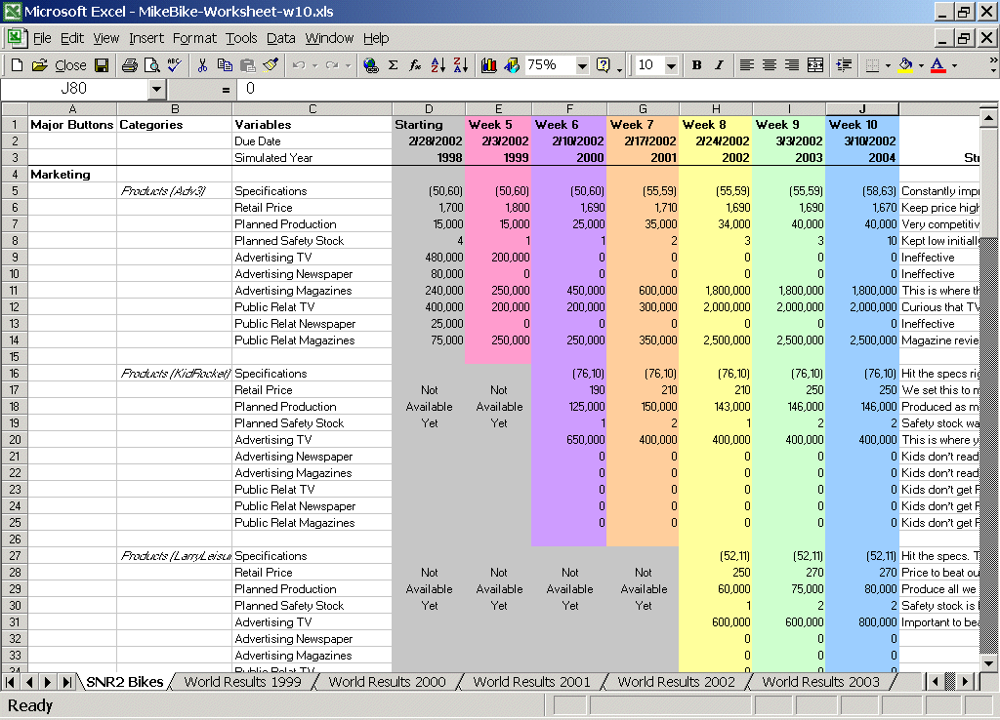 Microsoft Excel - MikeBike-Worksheet-w10.xls
File Edit View Insert Format Tools Data Window Help
Close 75% 10 B I A
J80 = 0
A B C D E F G H I J
1 Major Buttons Categories Variables Starting Week 5 Week 6 Week 7 Week 8 Week 9 Week 10
2 Due Date 2/28/2002 2/3/2002 2/10/2002 2/17/2002 2/24/2002 3/3/2002 3/10/2002
3 Simulated Year 1998 1999 2000 2001 2002 2003 2004 Str
4 Marketing
5 Products (Adv3) Specifications (50,60) (50,60) (50,60) (55,59) (55,59) (55,59) (58,63) Constantly impr
6 Retail Price 1,700 1,800 1,690 1,710 1,690 1,690 1,670 Keep price high
7 Planned Production 15,000 15,000 25,000 35,000 34,000 40,000 40,000 Very competitiv
8 Planned Safety Stock 4 1 1 2 3 3 10 Kept low initiall
9 Advertising TV 480,000 200,000 0 0 0 0 0 Ineffective
10 Advertising Newspaper 80,000 0 0 0 0 0 0 Ineffective
11 Advertising Magazines 240,000 250,000 450,000 600,000 1,800,000 1,800,000 1,800,000 This is where th
12 Public Relat TV 400,000 200,000 200,000 300,000 2,000,000 2,000,000 2,000,000 Curious that TV
13 Public Relat Newspaper 25,000 0 0 0 0 0 0 Ineffective
14 Public Relat Magazines 75,000 250,000 250,000 350,000 2,500,000 2,500,000 2,500,000 Magazine revie
15
16 Products (KidRocket) Specifications (76,10) (76,10) (76,10) (76,10) (76,10) Hit the specs rig
17 Retail Price Not Not 190 210 210 250 250 We set this to m
18 Planned Production Available Available 125,000 150,000 143,000 146,000 146,000 Produced as m
19 Planned Safety Stock Yet Yet 1 2 1 2 2 Safety stock wa
20 Advertising TV 650,000 400,000 400,000 400,000 400,000 This is where y
21 Advertising Newspaper 0 0 0 0 0 Kids don't read
22 Advertising Magazines 0 0 0 0 0 Kids don't read
23 Public Relat TV 0 0 0 0 0 Kids don't get F
24 Public Relat Newspaper 0 0 0 0 0 Kids don't get F
25 Public Relat Magazines 0 0 0 0 0 Kids don't get F
26
27 Products (LarryLeisur Specifications (52,11) (52,11) (52,11) Hit the specs. T
28 Retail Price Not Not Not Not 250 270 270 Price to beat ou
29 Planned Production Available Available Available Available 60,000 75,000 80,000 Produce all we
30 Planned Safety Stock Yet Yet Yet Yet 1 2 2 Safety stock is
31 Advertising TV 600,000 600,000 800,000 Important to bea
32 Advertising Newspaper 0 0 0
33 Advertising Magazines 0 0 0
34 Public Relat TV 0 0 0
SNR2 Bikes World Results 1999 World Results 2000 World Results 2001 World Results 2002 World Results 2003
Ready